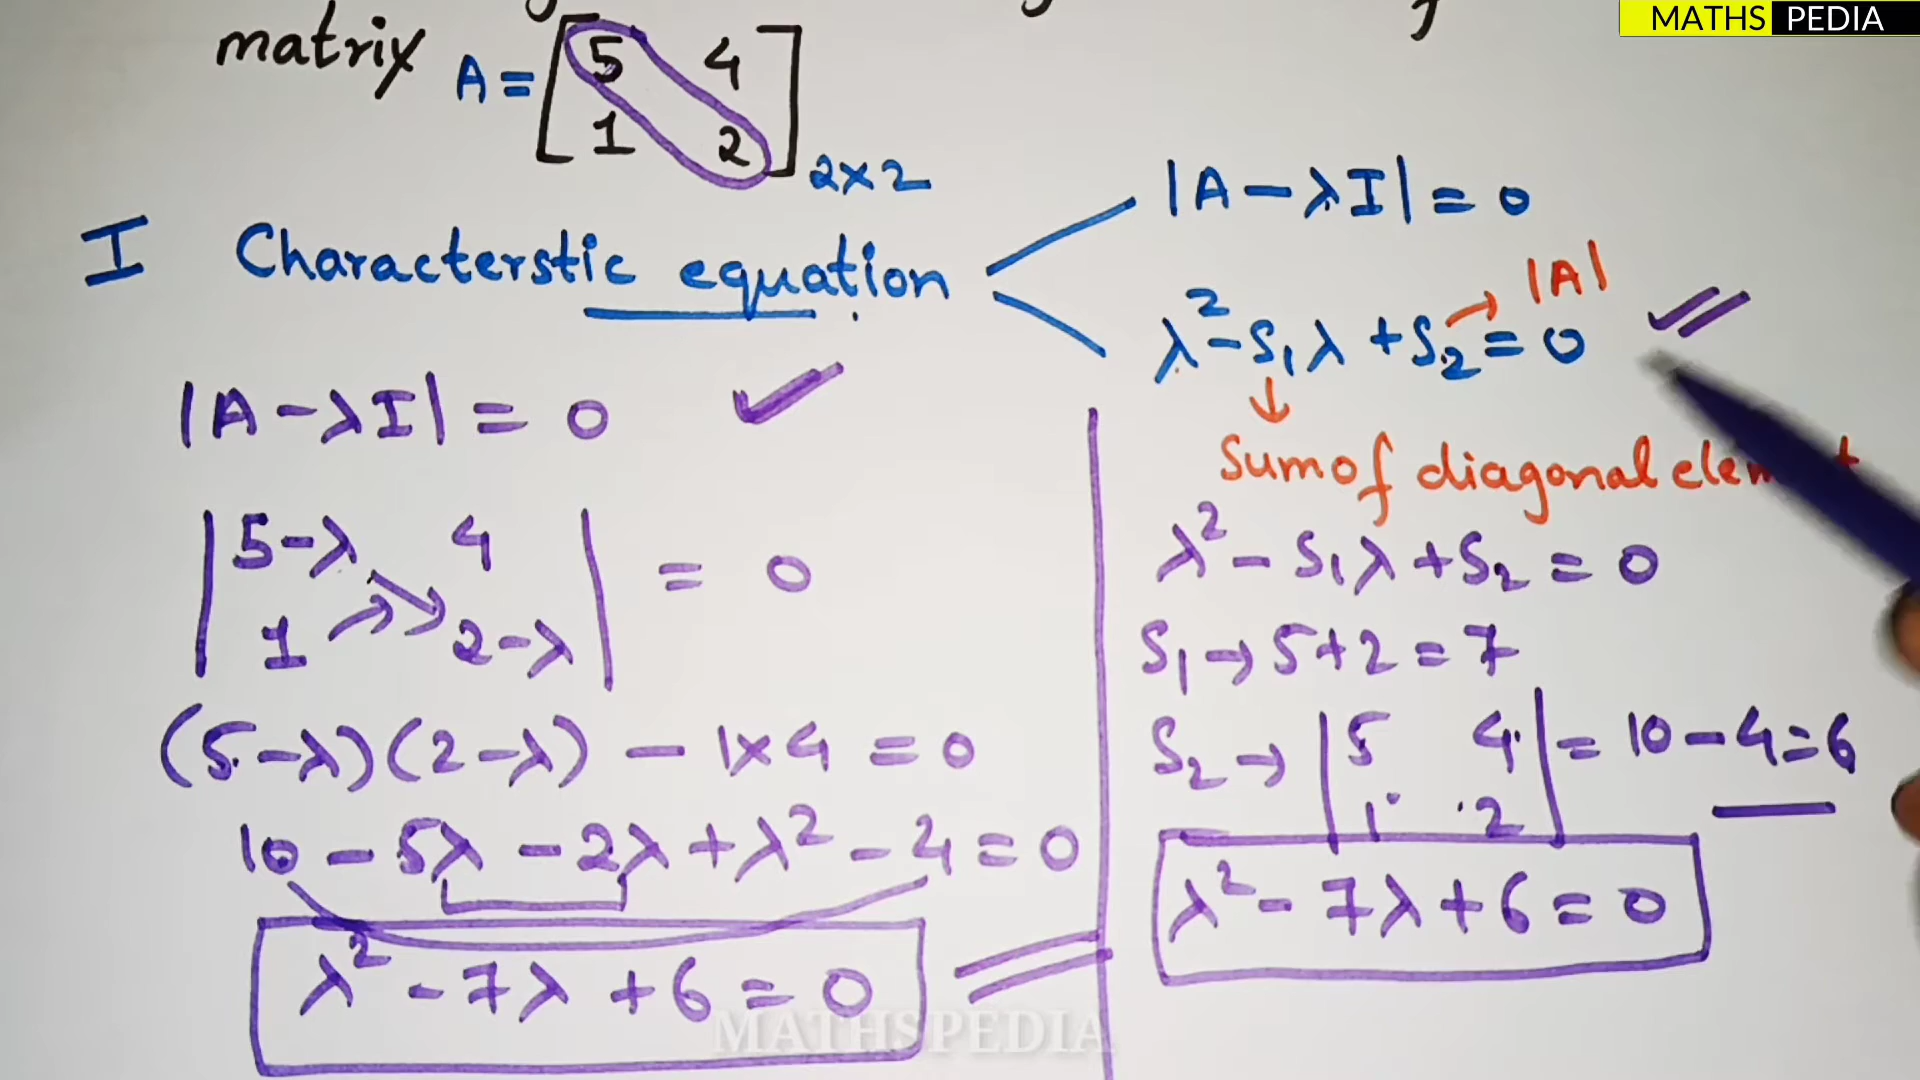 MATHS PEDIA
matrix A = [5 4
1 2] 2×2
I Characterstic equation
|A - λI| = 0
λ² - S₁λ + S₂ = 0
|A|
Sum of diagonal
|A - λI| = 0
|5-λ 4
1 2-λ| = 0
(5-λ)(2-λ) - 1×4 = 0
10 - 5λ - 2λ + λ² - 4 = 0
λ² - 7λ + 6 = 0
λ² - S₁λ + S₂ = 0
S₁ → 5+2 = 7
S₂ → |5 4
1 2| = 10 - 4 = 6
λ² - 7λ + 6 = 0
MATHSPEDIA